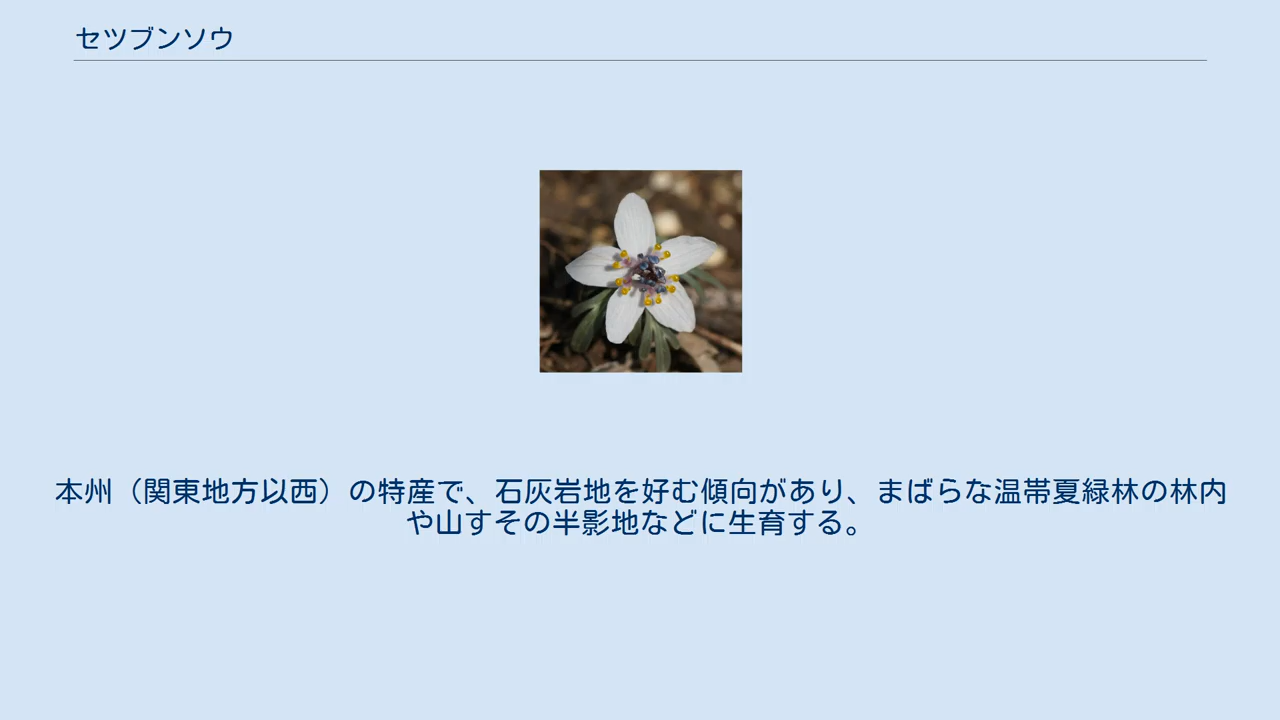 セツブンソウ
本州（関東地方以西）の特産で、石灰岩地を好む傾向があり、まばらな温帯夏緑林の林内
や山すその半影地などに生育する。